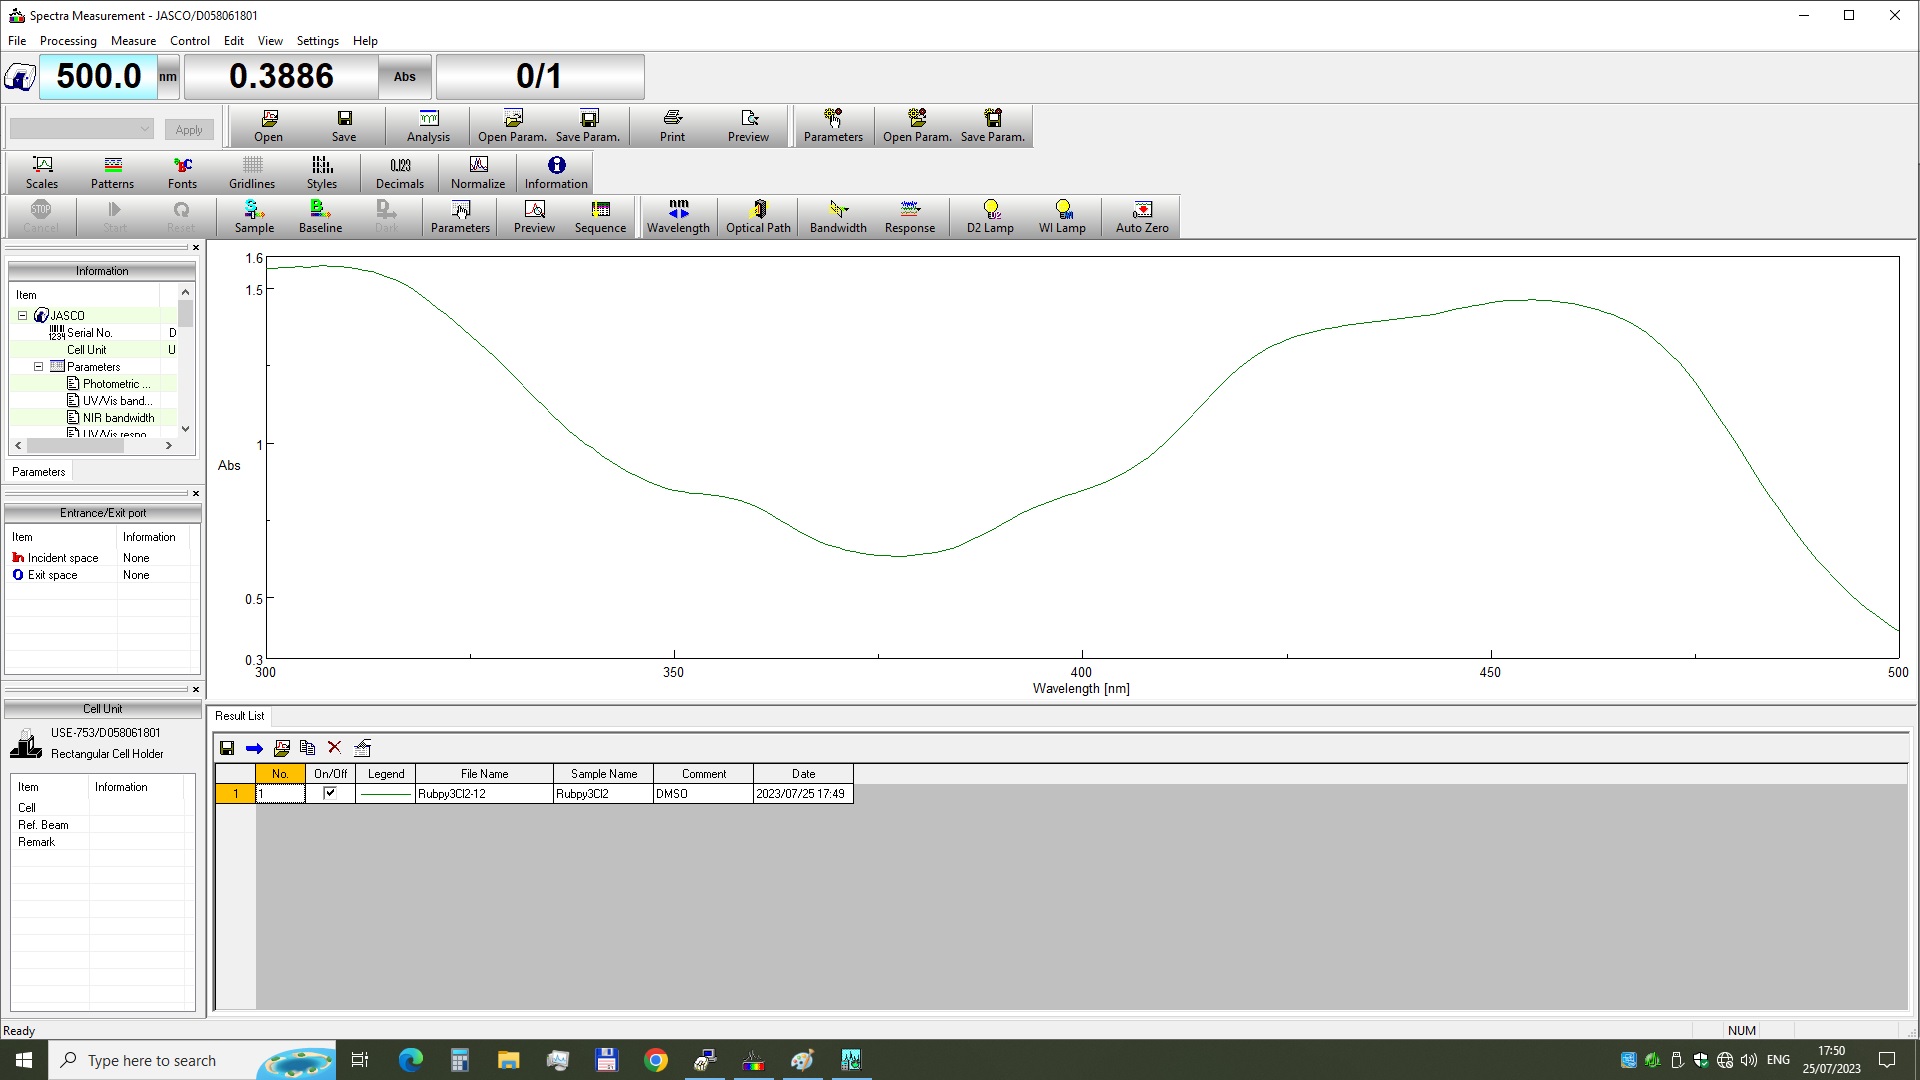 Spectra Measurement - JASCO/D058061801
File Processing Measure Control Edit View Settings Help
500.0 nm 0.3886 Abs 0/1
Apply Open Save Analysis Open Param. Save Param. Print Preview Parameters Open Param. Save Param.
Scales Patterns Fonts Gridlines Styles Decimals Normalize Information
Cancel Start Reset Sample Baseline Dark Parameters Preview Sequence Wavelength Optical Path Bandwidth Response D2 Lamp WI Lamp Auto Zero
Information
Item
JASCO
Serial No. D
Cell Unit U
Parameters
Photometric ...
UV/Vis band...
NIR bandwidth
UV/Vis respo
Parameters
Entrance/Exit port
Item Information
Incident space None
Exit space None
Cell Unit
USE-753/D058061801
Rectangular Cell Holder
Item Information
Cell
Ref. Beam
Remark
1.6
1.5
1
Abs
0.5
0.3
300 350 400 450 500
Wavelength [nm]
Result List
No. On/Off Legend File Name Sample Name Comment Date
1 1 Rubpy3Cl2-12 Rubpy3Cl2 DMSO 2023/07/25 17:49
Ready NUM
Type here to search
ENG
17:50
25/07/2023